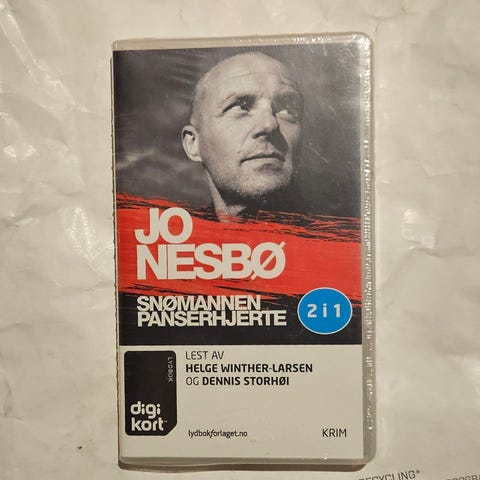 JO
NESBØ
SNØMANNEN
PANSERHJERTE
2 i 1
LEST AV
HELGE WINTHER-LARSEN
OG DENNIS STORHØI
LYDBOK
digi
kort
lydbokforlaget.no
KRIM
RECYCLING